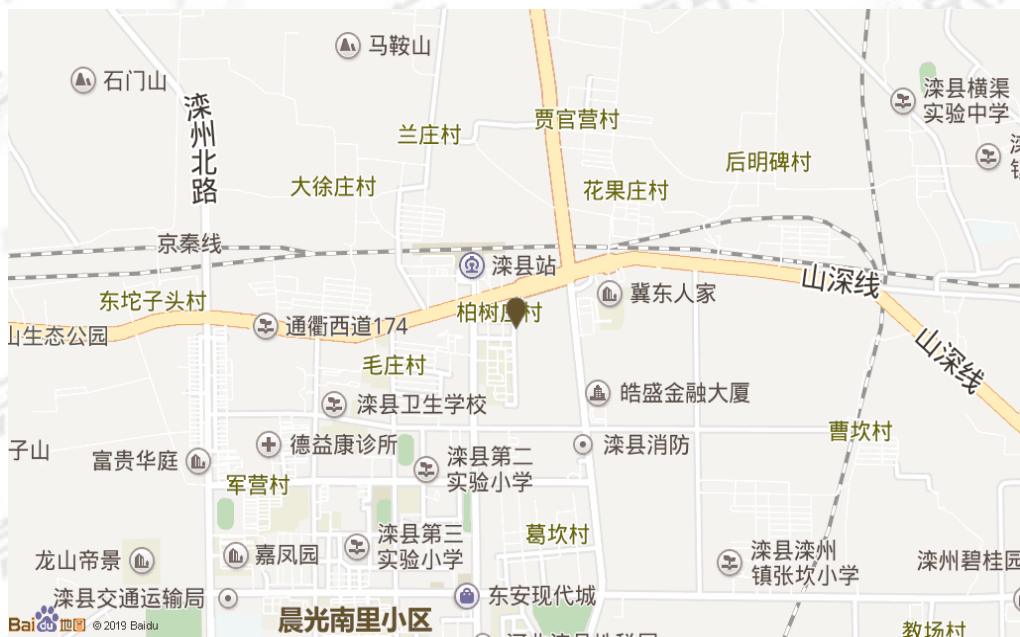 马鞍山
石门山
滦县横渠
实验中学
滦州北路
贾官营村
兰庄村
后明碑村
大徐庄村
花果庄村
京秦线
滦县站
山深线
冀东人家
东坨子头村
柏树庄村
通衢西道174
山生态公园
山深线
毛庄村
滦县卫生学校
皓盛金融大厦
曹坎村
德益康诊所
滦县消防
子山
富贵华庭
滦县第二
实验小学
军营村
滦县第三
实验小学
葛坎村
龙山帝景
嘉凤园
滦县滦州
镇张坎小学
滦州碧桂园
滦县交通运输局
东安现代城
晨光南里小区
Bai du 地图 © 2019 Baidu
教场村